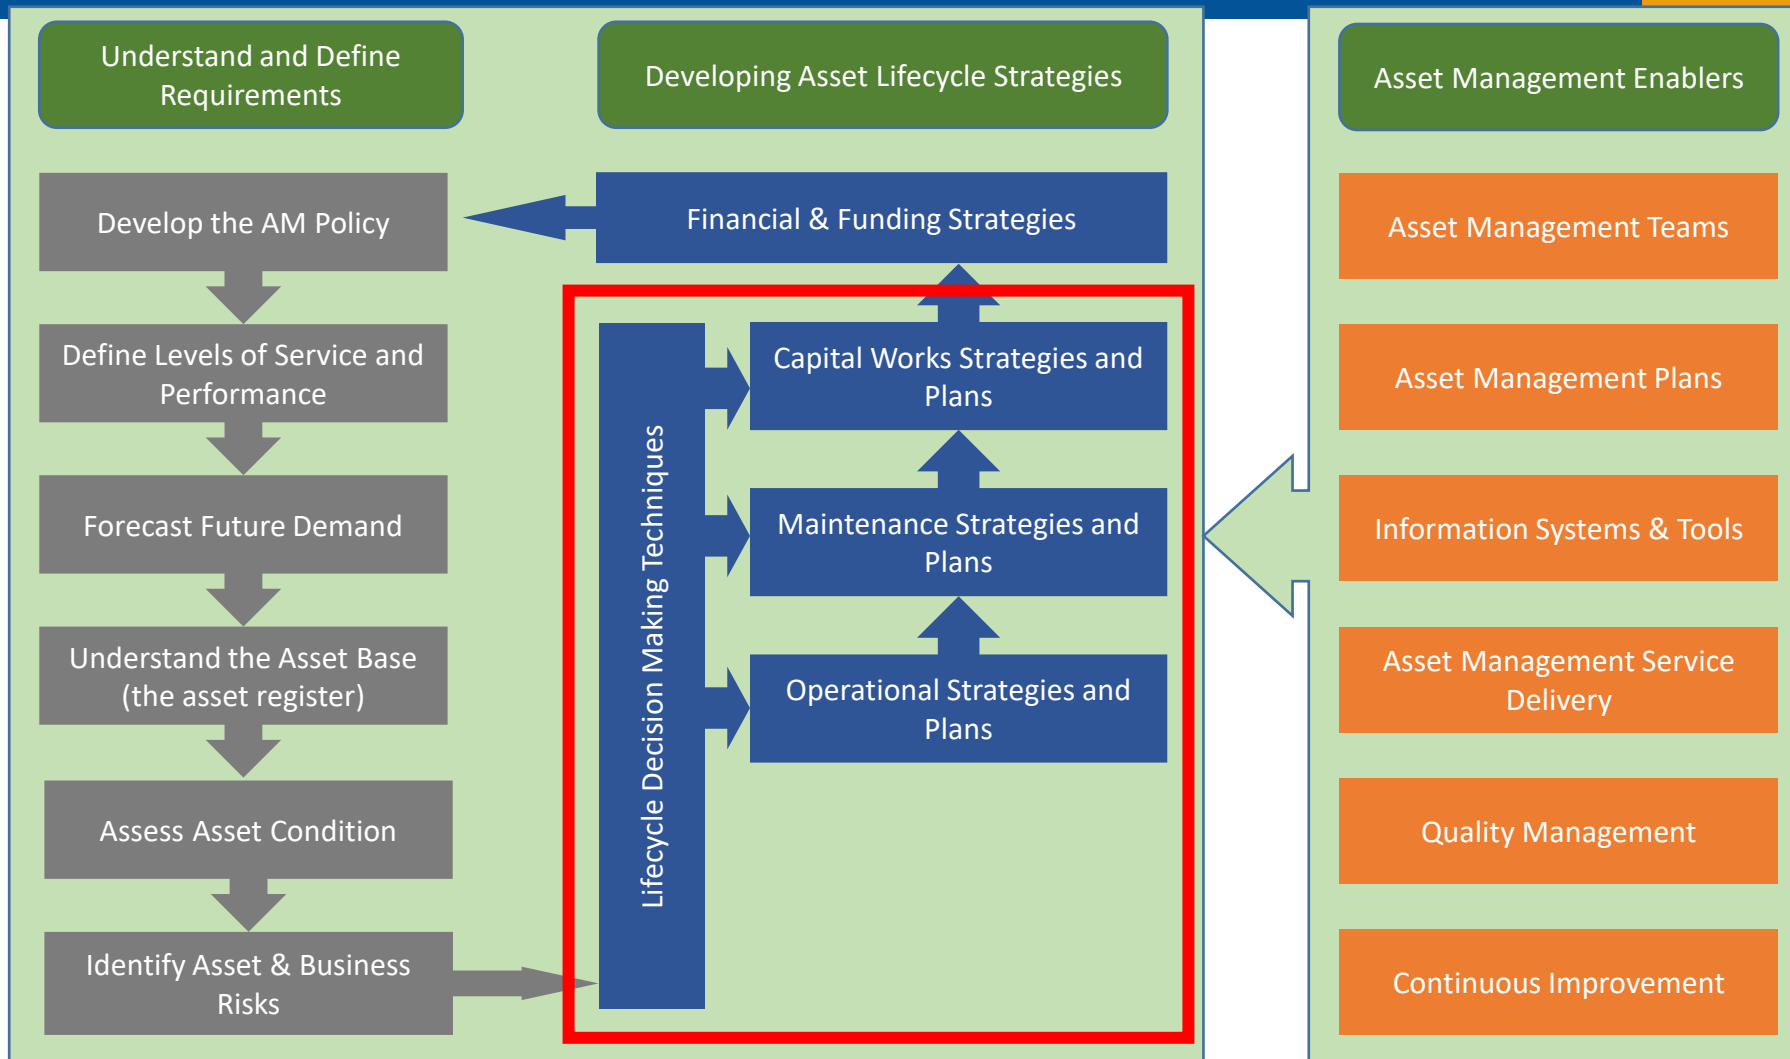 Understand and Define
Requirements
Develop the AM Policy
Define Levels of Service and
Performance
Forecast Future Demand
Understand the Asset Base
(the asset register)
Assess Asset Condition
Identify Asset & Business
Risks
Developing Asset Lifecycle Strategies
Financial & Funding Strategies
Lifecycle Decision Making Techniques
Capital Works Strategies and
Plans
Maintenance Strategies and
Plans
Operational Strategies and
Plans
Asset Management Enablers
Asset Management Teams
Asset Management Plans
Information Systems & Tools
Asset Management Service
Delivery
Quality Management
Continuous Improvement